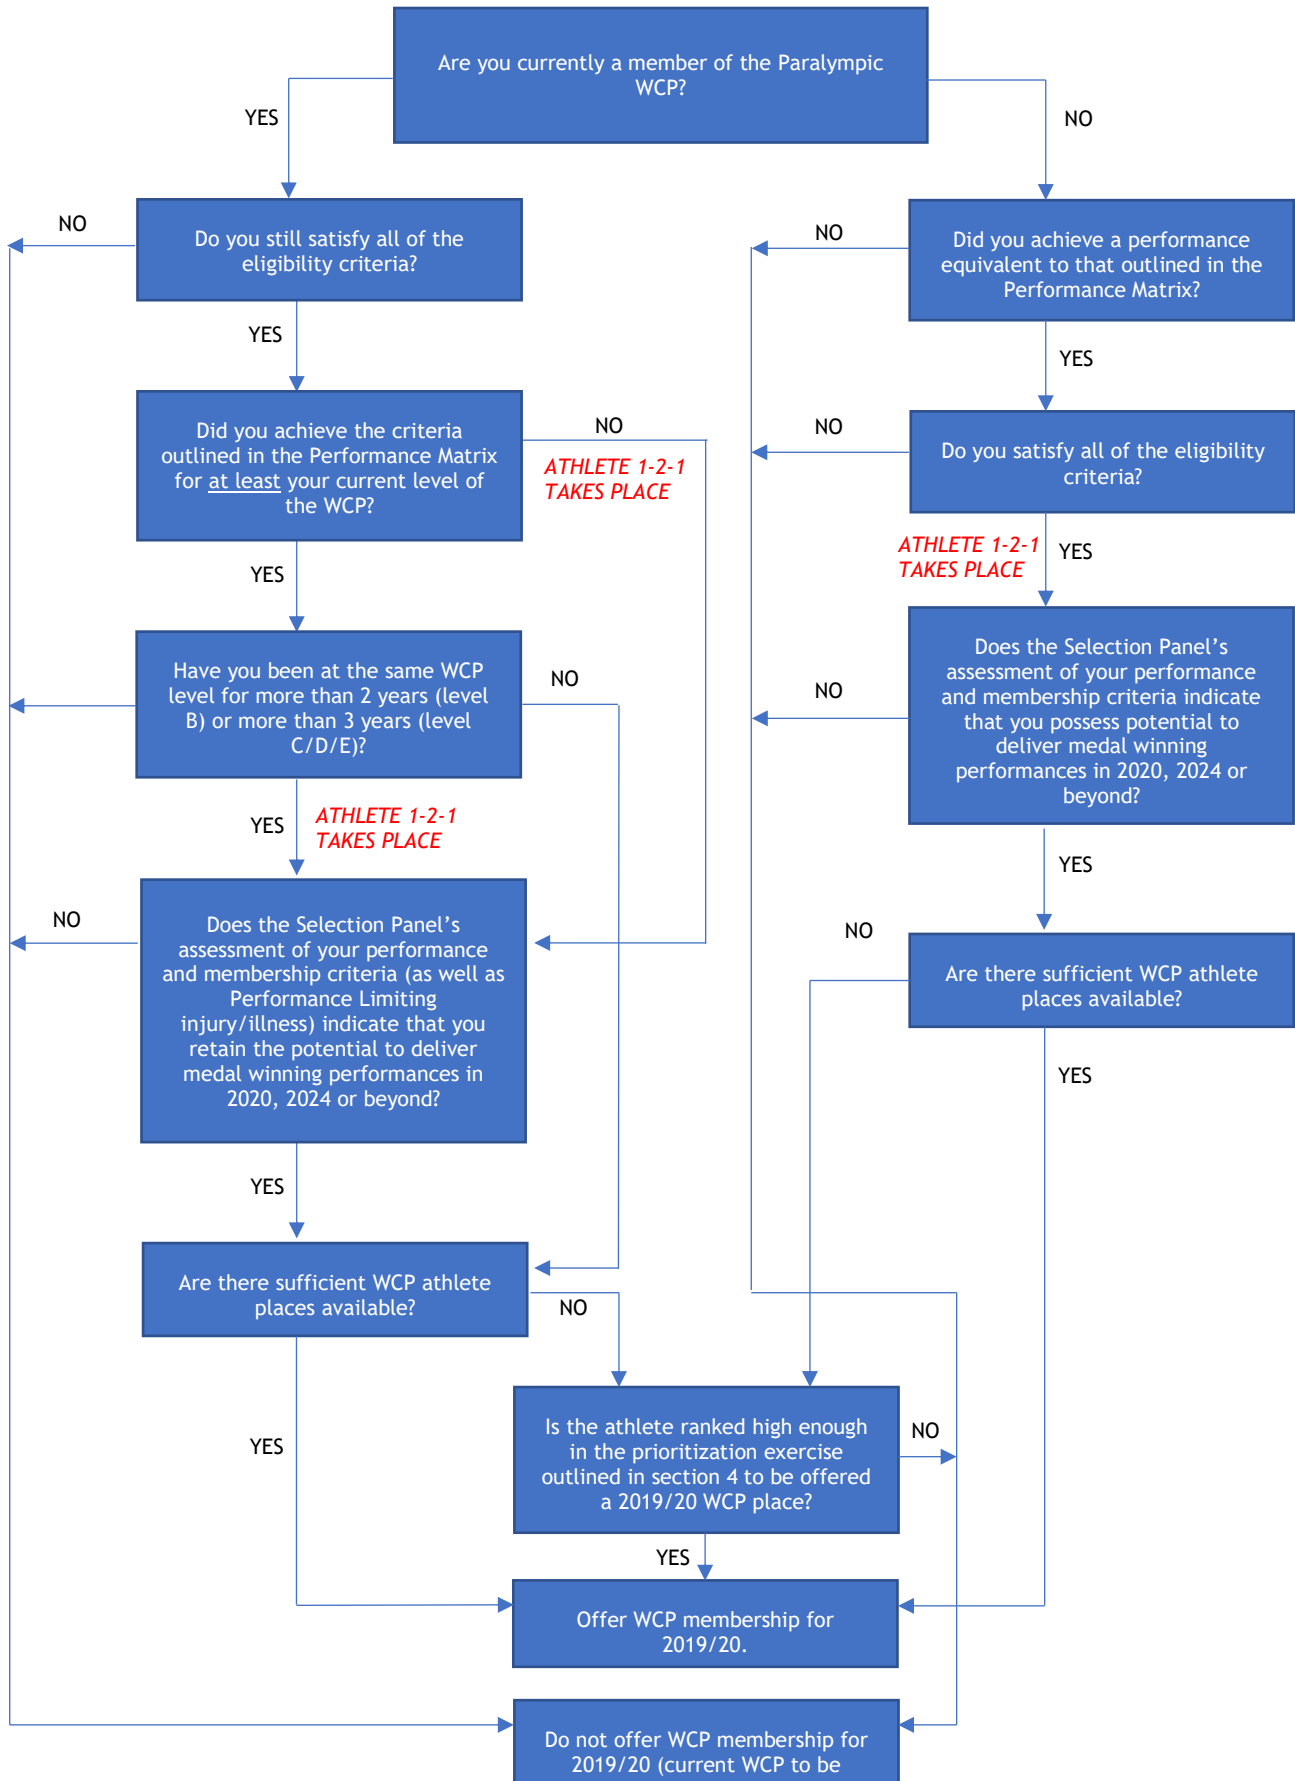 Are you currently a member of the Paralympic
WCP?
YES
NO
Do you still satisfy all of the
eligibility criteria?
NO
Did you achieve a performance
equivalent to that outlined in the
Performance Matrix?
NO
YES
YES
Did you achieve the criteria
outlined in the Performance Matrix
for at least your current level of
the WCP?
NO
ATHLETE 1-2-1
TAKES PLACE
Do you satisfy all of the eligibility
criteria?
NO
ATHLETE 1-2-1
TAKES PLACE
YES
YES
Have you been at the same WCP
level for more than 2 years (level
B) or more than 3 years (level
C/D/E)?
NO
Does the Selection Panel’s
assessment of your performance
and membership criteria indicate
that you possess potential to
deliver medal winning
performances in 2020, 2024 or
beyond?
NO
YES
ATHLETE 1-2-1
TAKES PLACE
YES
Does the Selection Panel’s
assessment of your performance
and membership criteria (as well as
Performance Limiting
injury/illness) indicate that you
retain the potential to deliver
medal winning performances in
2020, 2024 or beyond?
NO
NO
Are there sufficient WCP athlete
places available?
YES
YES
Are there sufficient WCP athlete
places available?
NO
YES
Is the athlete ranked high enough
in the prioritization exercise
outlined in section 4 to be offered
a 2019/20 WCP place?
NO
YES
Offer WCP membership for
2019/20.
Do not offer WCP membership for
2019/20 (current WCP to be